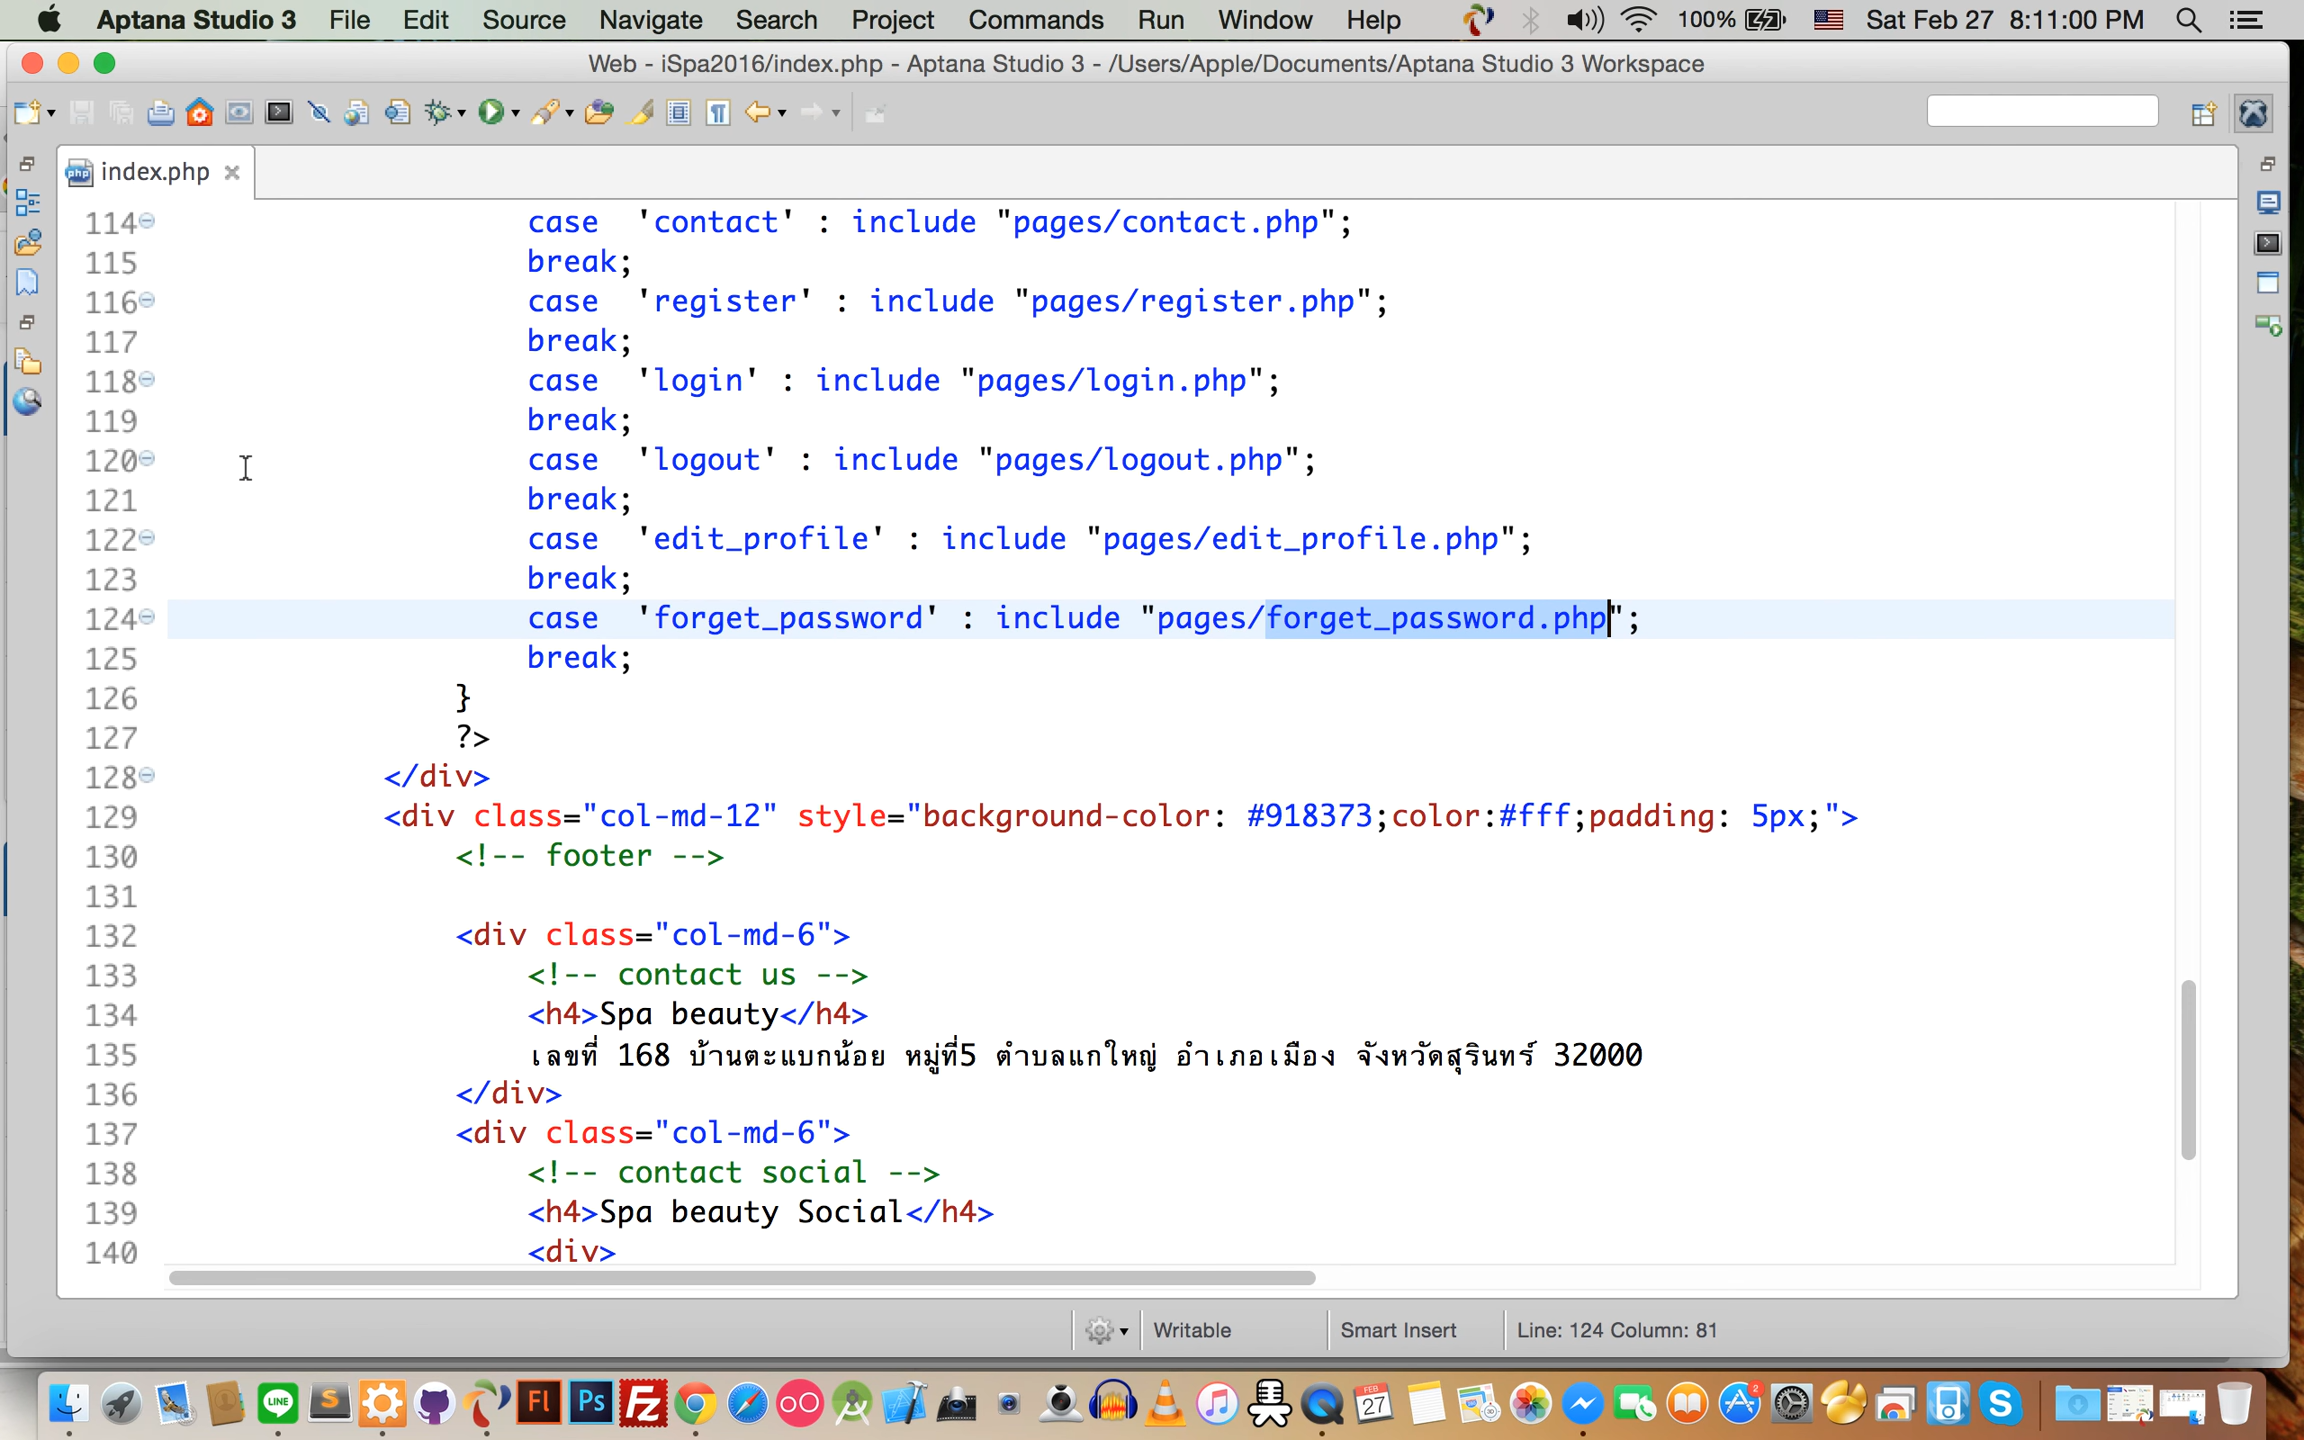 Aptana Studio 3 File Edit Source Navigate Search Project Commands Run Window Help 100% Sat Feb 27 8:11:00 PM
Web - iSpa2016/index.php - Aptana Studio 3 - /Users/Apple/Documents/Aptana Studio 3 Workspace
php index.php
114 case 'contact' : include "pages/contact.php";
115 break;
116 case 'register' : include "pages/register.php";
117 break;
118 case 'login' : include "pages/login.php";
119 break;
120 case 'logout' : include "pages/logout.php";
121 break;
122 case 'edit_profile' : include "pages/edit_profile.php";
123 break;
124 case 'forget_password' : include "pages/forget_password.php";
125 break;
126 }
127 ?>
128 </div>
129 <div class="col-md-12" style="background-color: #918373;color:#fff;padding: 5px;">
130 <!-- footer -->
131
132 <div class="col-md-6">
133 <!-- contact us -->
134 <h4>Spa beauty</h4>
135 เลขที่ 168 บ้านตะแบกน้อย หมู่ที่5 ตำบลแกใหญ่ อำเภอเมือง จังหวัดสุรินทร์ 32000
136 </div>
137 <div class="col-md-6">
138 <!-- contact social -->
139 <h4>Spa beauty Social</h4>
140 <div>
Writable Smart Insert Line: 124 Column: 81
LINE S Fl Ps Fz FEB 27 2 S